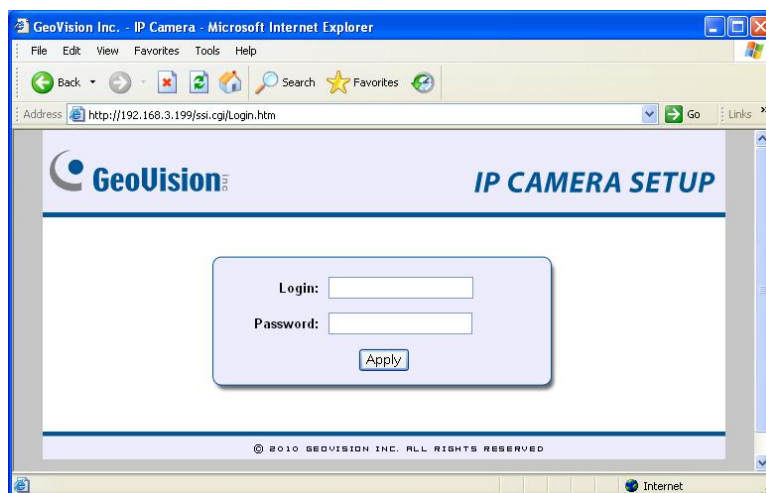 GeoVision Inc. - IP Camera - Microsoft Internet Explorer
File Edit View Favorites Tools Help
Back Search Favorites
Address http://192.168.3.199/ssi.cgi/Login.htm Go Links »
GeoVision inc IP CAMERA SETUP
Login:
Password:
Apply
© 2010 GEOVISION INC. ALL RIGHTS RESERVED
Internet